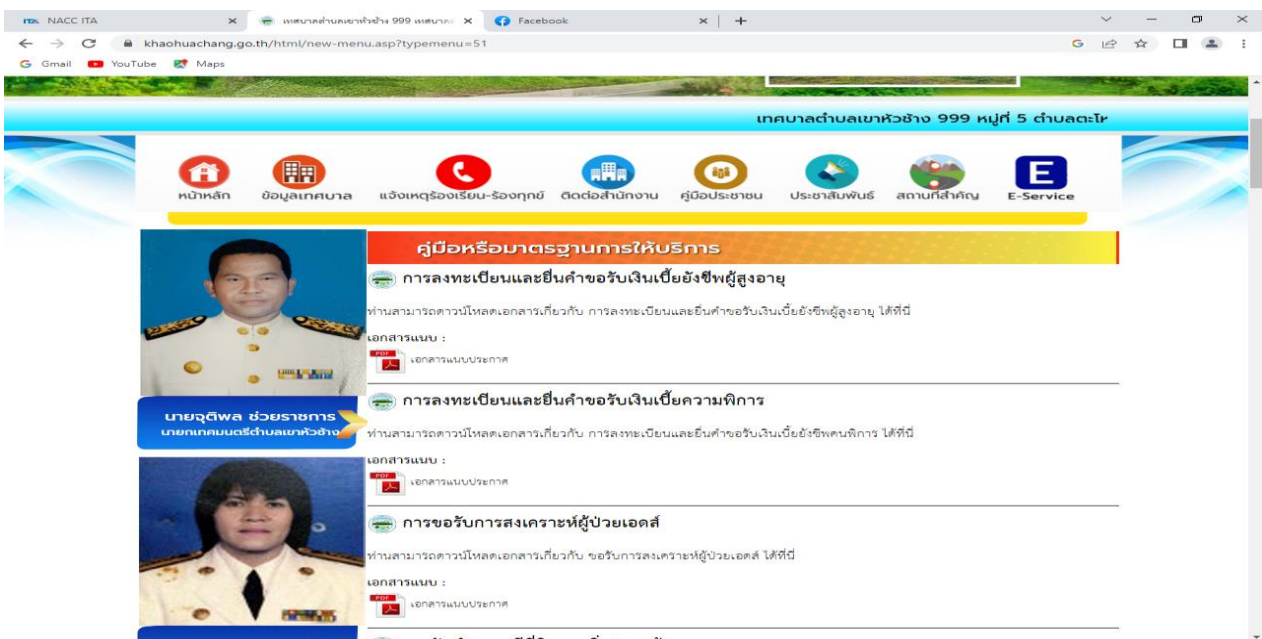 ITA NACC ITA
เทศบาลตำบลเขาหัวช้าง 999 เทศบาล
Facebook
khaohuachang.go.th/html/new-menu.asp?typemenu=51
Gmail YouTube Maps
เทศบาลตำบลเขาหัวช้าง 999 หมู่ที่ 5 ตำบลตะโห
หน้าหลัก ข้อมูลเทศบาล แจ้งเหตุร้องเรียน-ร้องทุกข์ ติดต่อสำนักงาน คู่มือประชาชน ประชาสัมพันธ์ สถานที่สำคัญ E E-Service
คู่มือหรือมาตรฐานการให้บริการ
การลงทะเบียนและยื่นคำขอรับเงินเบี้ยยังชีพผู้สูงอายุ
ท่านสามารถดาวน์โหลดเอกสารเกี่ยวกับ การลงทะเบียนและยื่นคำขอรับเงินเบี้ยยังชีพผู้สูงอายุ ได้ที่นี่
เอกสารแนบ :
PDF เอกสารแนบประกาศ
นายจุติพล ช่วยราชการ
นายกเทศมนตรีตำบลเขาหัวช้าง
การลงทะเบียนและยื่นคำขอรับเงินเบี้ยความพิการ
ท่านสามารถดาวน์โหลดเอกสารเกี่ยวกับ การลงทะเบียนและยื่นคำขอรับเงินเบี้ยยังชีพคนพิการ ได้ที่นี่
เอกสารแนบ :
PDF เอกสารแนบประกาศ
การขอรับการสงเคราะห์ผู้ป่วยเอดส์
ท่านสามารถดาวน์โหลดเอกสารเกี่ยวกับ ขอรับการสงเคราะห์ผู้ป่วยเอดส์ ได้ที่นี่
เอกสารแนบ :
PDF เอกสารแนบประกาศ